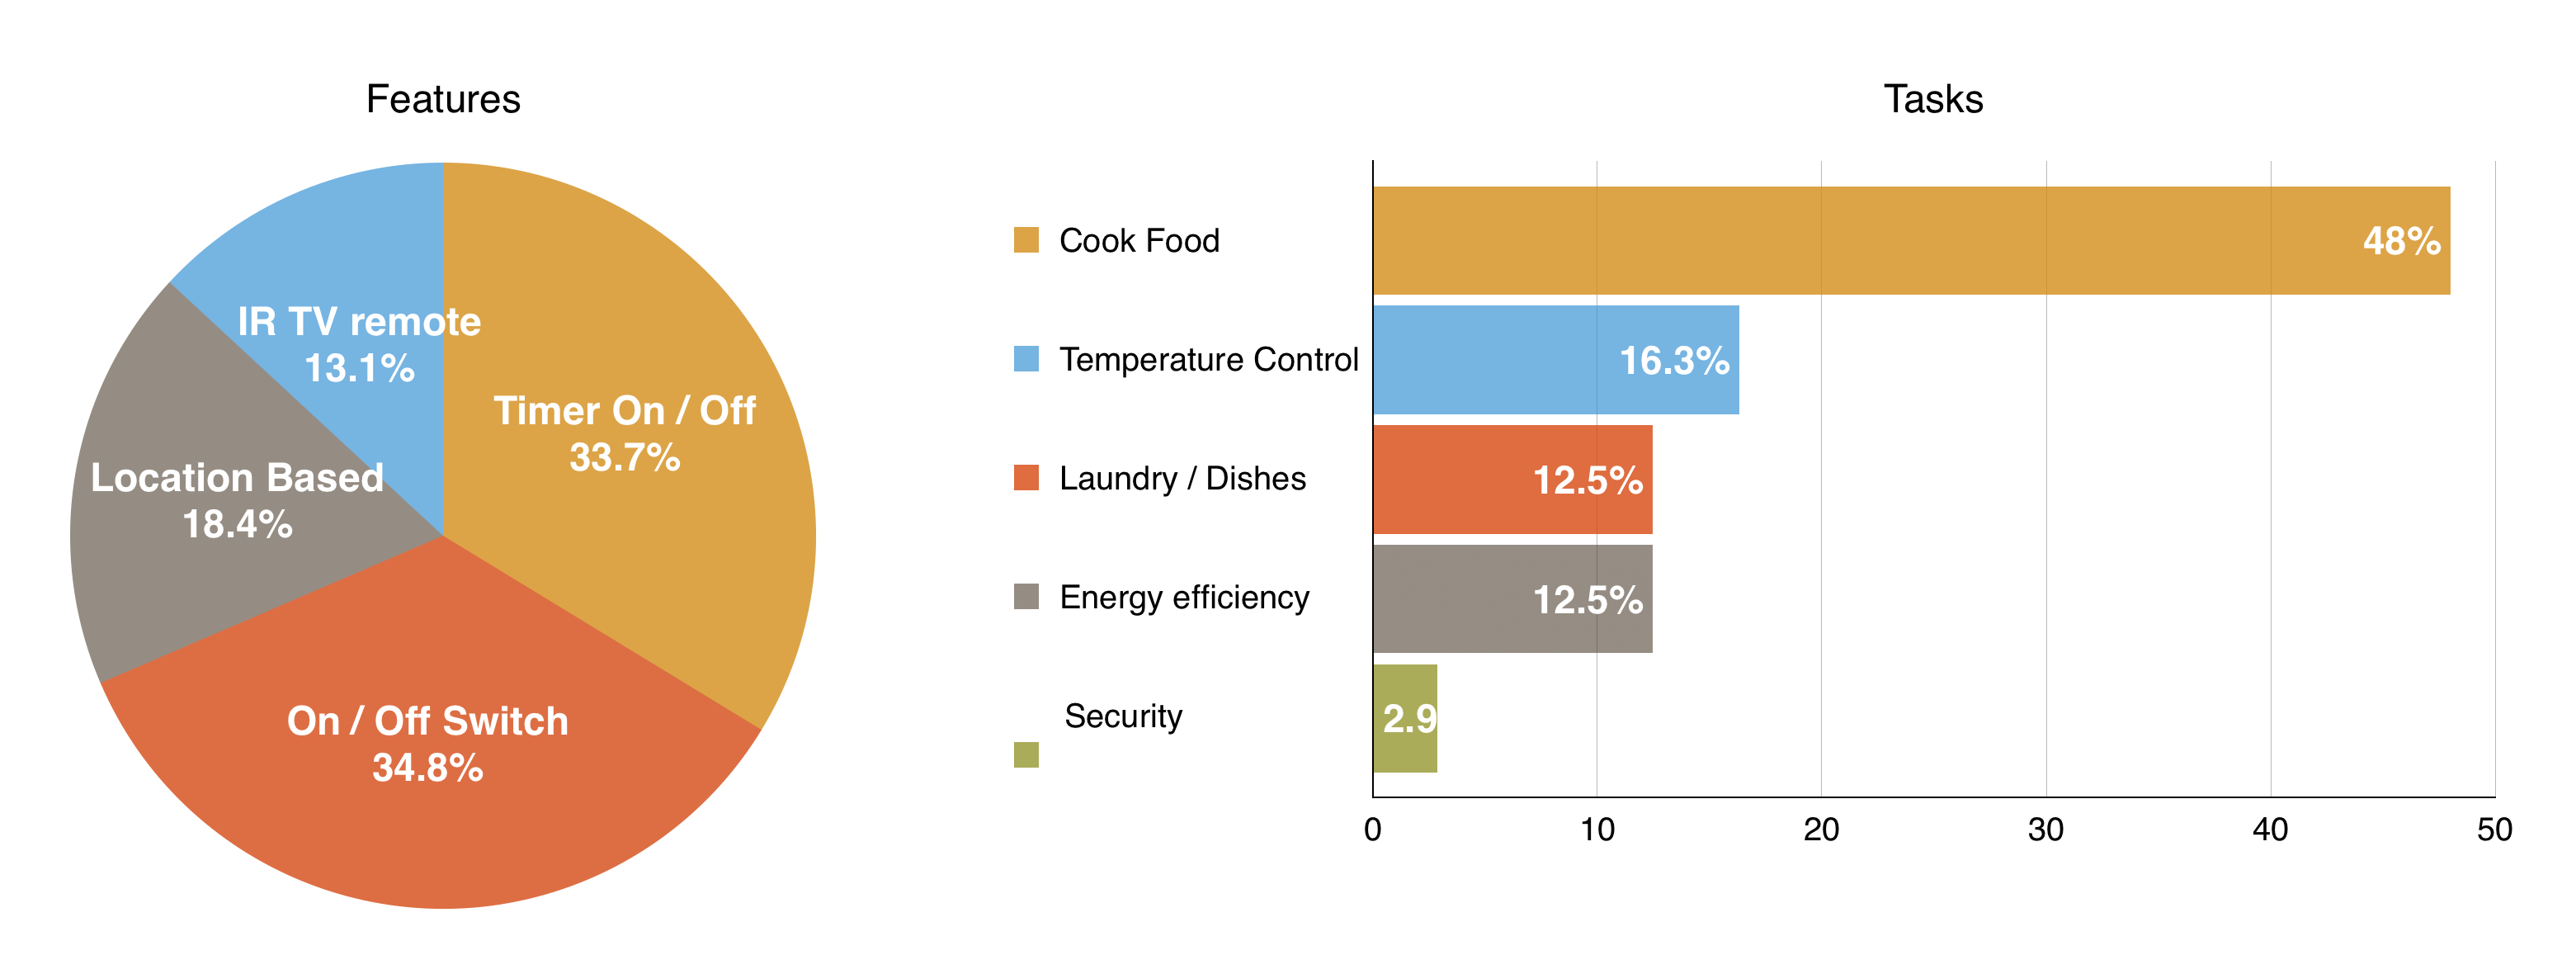 Features
IR TV remote
13.1%
Timer On / Off
33.7%
Location Based
18.4%
On / Off Switch
34.8%
Tasks
Cook Food
48%
Temperature Control
16.3%
Laundry / Dishes
12.5%
Energy efficiency
12.5%
Security
2.9
0 10 20 30 40 50